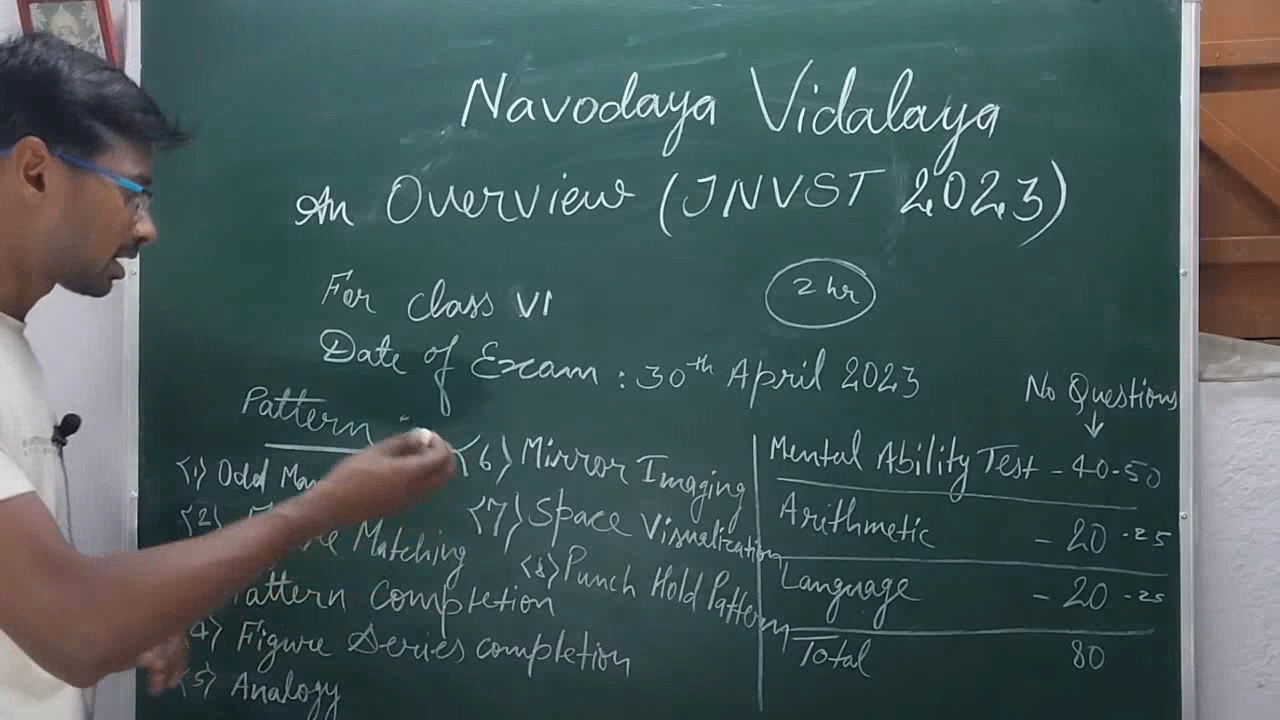 Navodaya Vidalaya
An Overview (JNVST 2023)
For Class VI
2 hr
Date of Exam : 30th April 2023
Pattern :
<1> Odd Man
<2> Matching
Pattern Completion
<4> Figure Series completion
<5> Analogy
<6> Mirror Imaging
<7> Space Visualization
<8> Punch Hold Pattern
No Questions
↓
Mental Ability Test - 40 - 50
Arithmetic - 20 - 25
Language - 20 - 25
Total 80